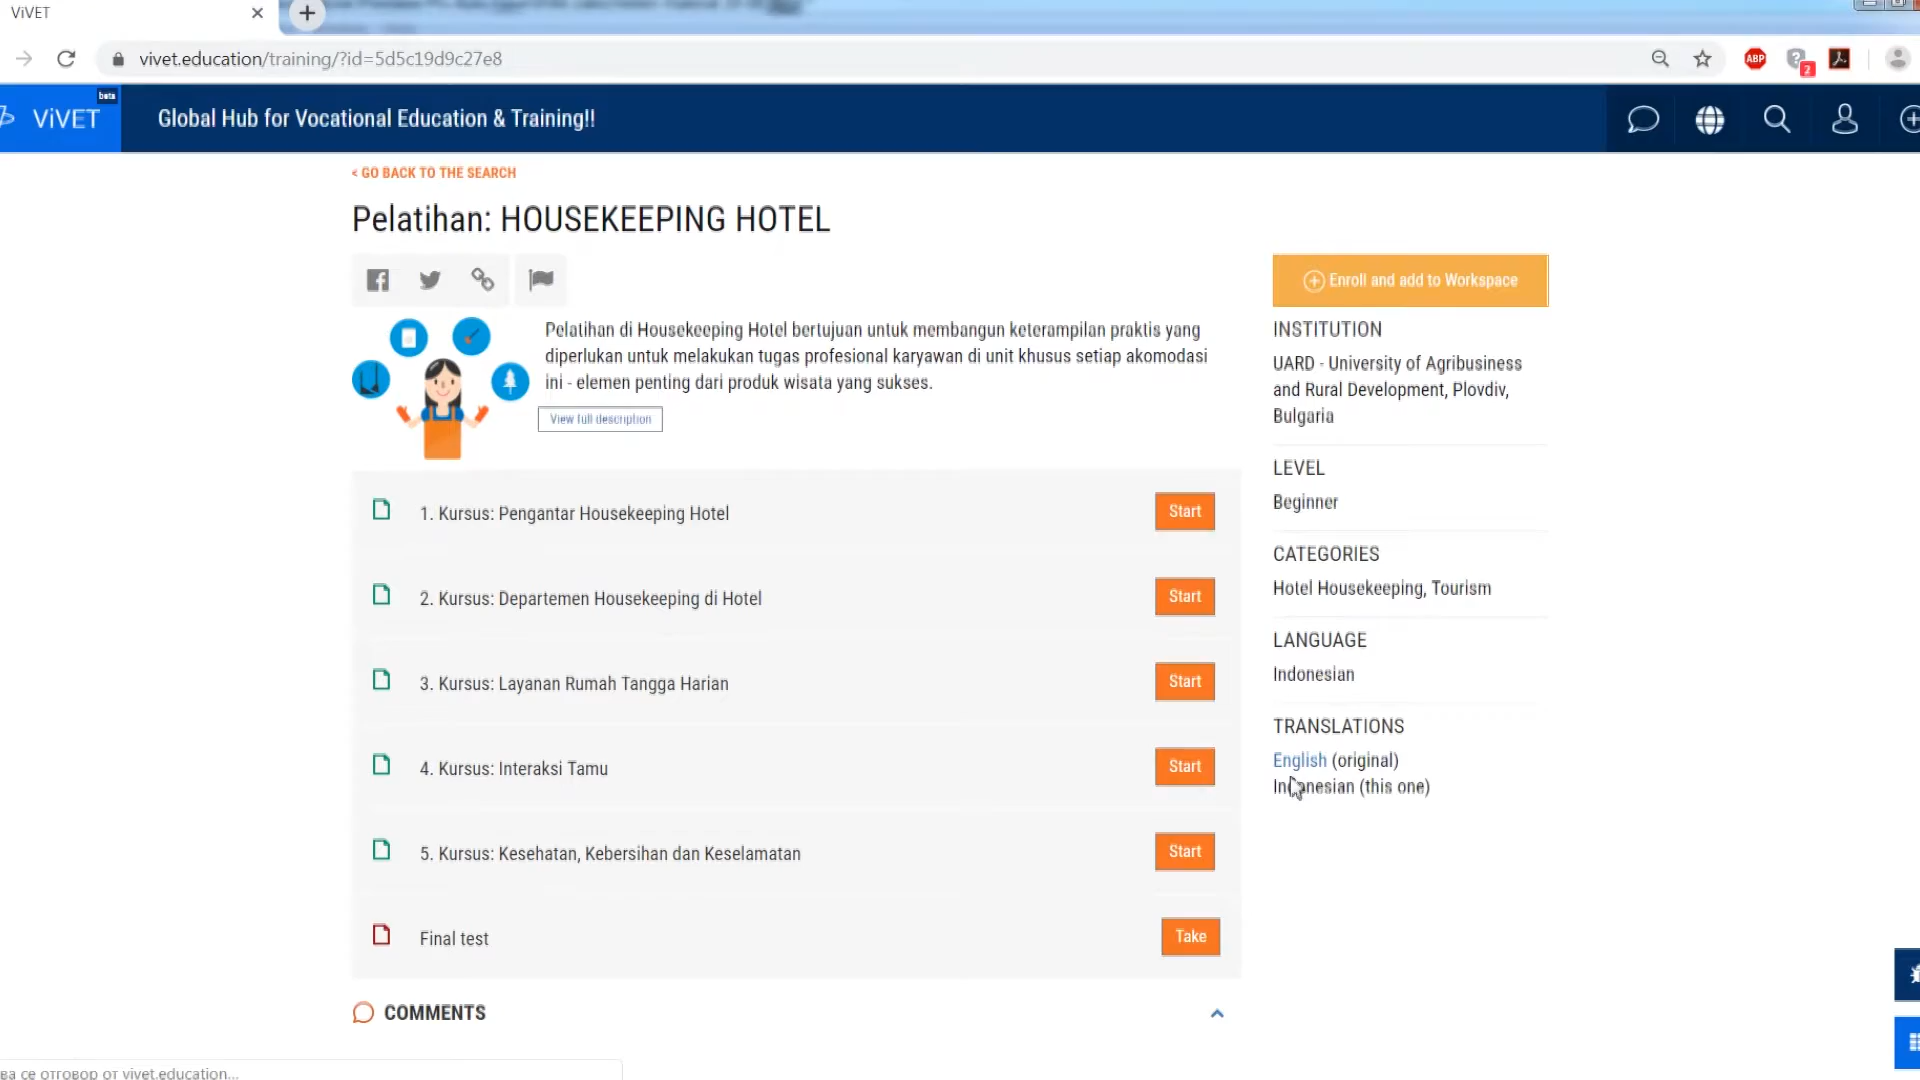 ViVET
vivet.education/training/?id=5d5c19d9c27e8
ABP
2
beta
ViVET
Global Hub for Vocational Education & Training!!
< GO BACK TO THE SEARCH
Pelatihan: HOUSEKEEPING HOTEL
Pelatihan di Housekeeping Hotel bertujuan untuk membangun keterampilan praktis yang
diperlukan untuk melakukan tugas profesional karyawan di unit khusus setiap akomodasi
ini - elemen penting dari produk wisata yang sukses.
View full description
1. Kursus: Pengantar Housekeeping Hotel
Start
2. Kursus: Departemen Housekeeping di Hotel
Start
3. Kursus: Layanan Rumah Tangga Harian
Start
4. Kursus: Interaksi Tamu
Start
5. Kursus: Kesehatan, Kebersihan dan Keselamatan
Start
Final test
Take
COMMENTS
Enroll and add to Workspace
INSTITUTION
UARD - University of Agribusiness
and Rural Development, Plovdiv,
Bulgaria
LEVEL
Beginner
CATEGORIES
Hotel Housekeeping, Tourism
LANGUAGE
Indonesian
TRANSLATIONS
English (original)
Indonesian (this one)
ва се отговор от vivet.education...